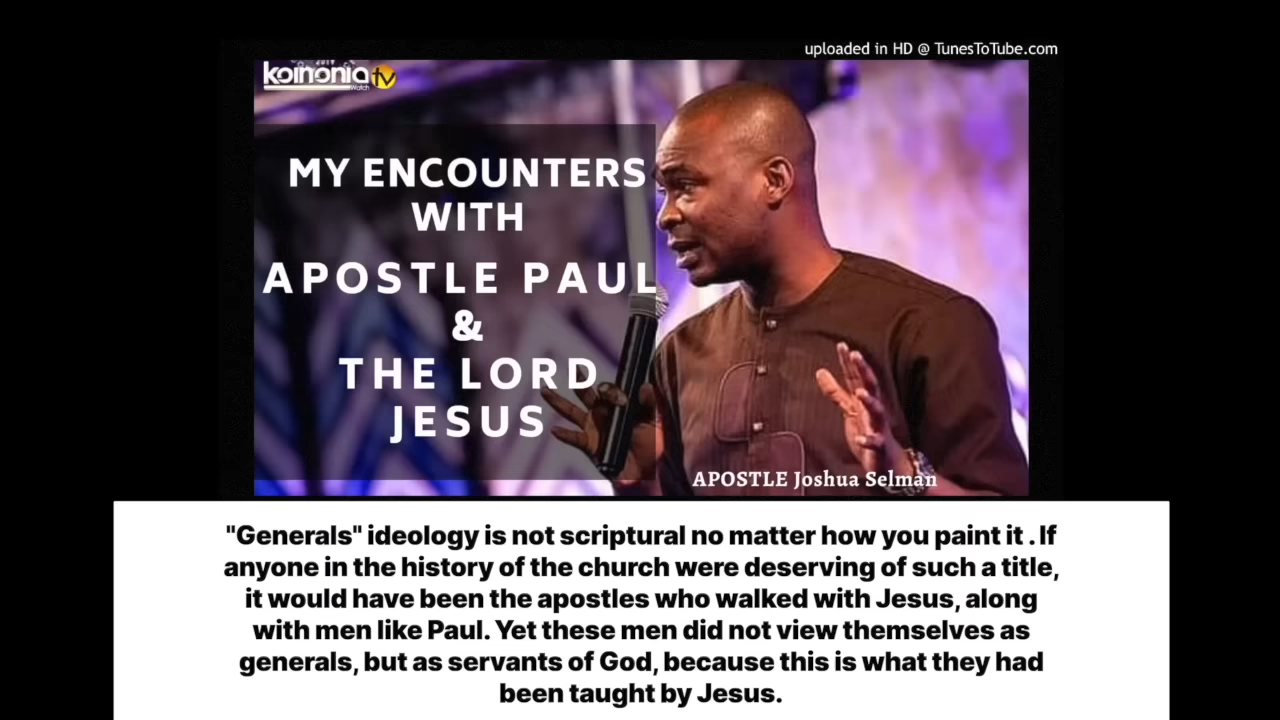 uploaded in HD @ TunesToTube.com
koinonia tv
Watch
MY ENCOUNTERS
WITH
APOSTLE PAUL
&
THE LORD
JESUS
APOSTLE Joshua Selman
"Generals" ideology is not scriptural no matter how you paint it . If
anyone in the history of the church were deserving of such a title,
it would have been the apostles who walked with Jesus, along
with men like Paul. Yet these men did not view themselves as
generals, but as servants of God, because this is what they had
been taught by Jesus.